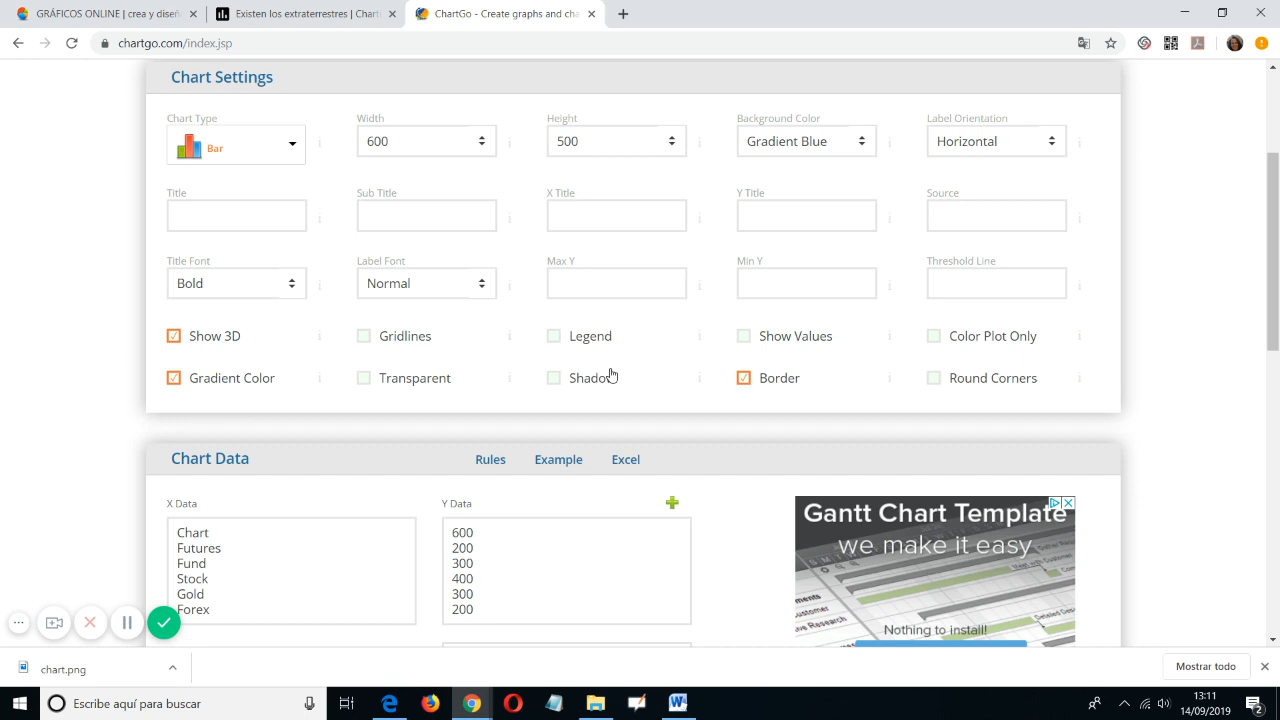 GRÁFICOS ONLINE | crea y diseñ
Existen los extraterrestres | Chart
ChartGo - Create graphs and cha
chartgo.com/index.jsp
Chart Settings
Chart Type
Width
Height
Background Color
Label Orientation
Bar
600
500
Gradient Blue
Horizontal
Title
Sub Title
X Title
Y Title
Source
Title Font
Label Font
Max Y
Min Y
Threshold Line
Bold
Normal
Show 3D
Gridlines
Legend
Show Values
Color Plot Only
Gradient Color
Transparent
Shadow
Border
Round Corners
Chart Data
Rules
Example
Excel
X Data
Y Data
Chart
Futures
Fund
Stock
Gold
Forex
600
200
300
400
300
200
Gantt Chart Template
we make it easy
Nothing to install!
chart.png
Mostrar todo
Escribe aquí para buscar
13:11
14/09/2019
2